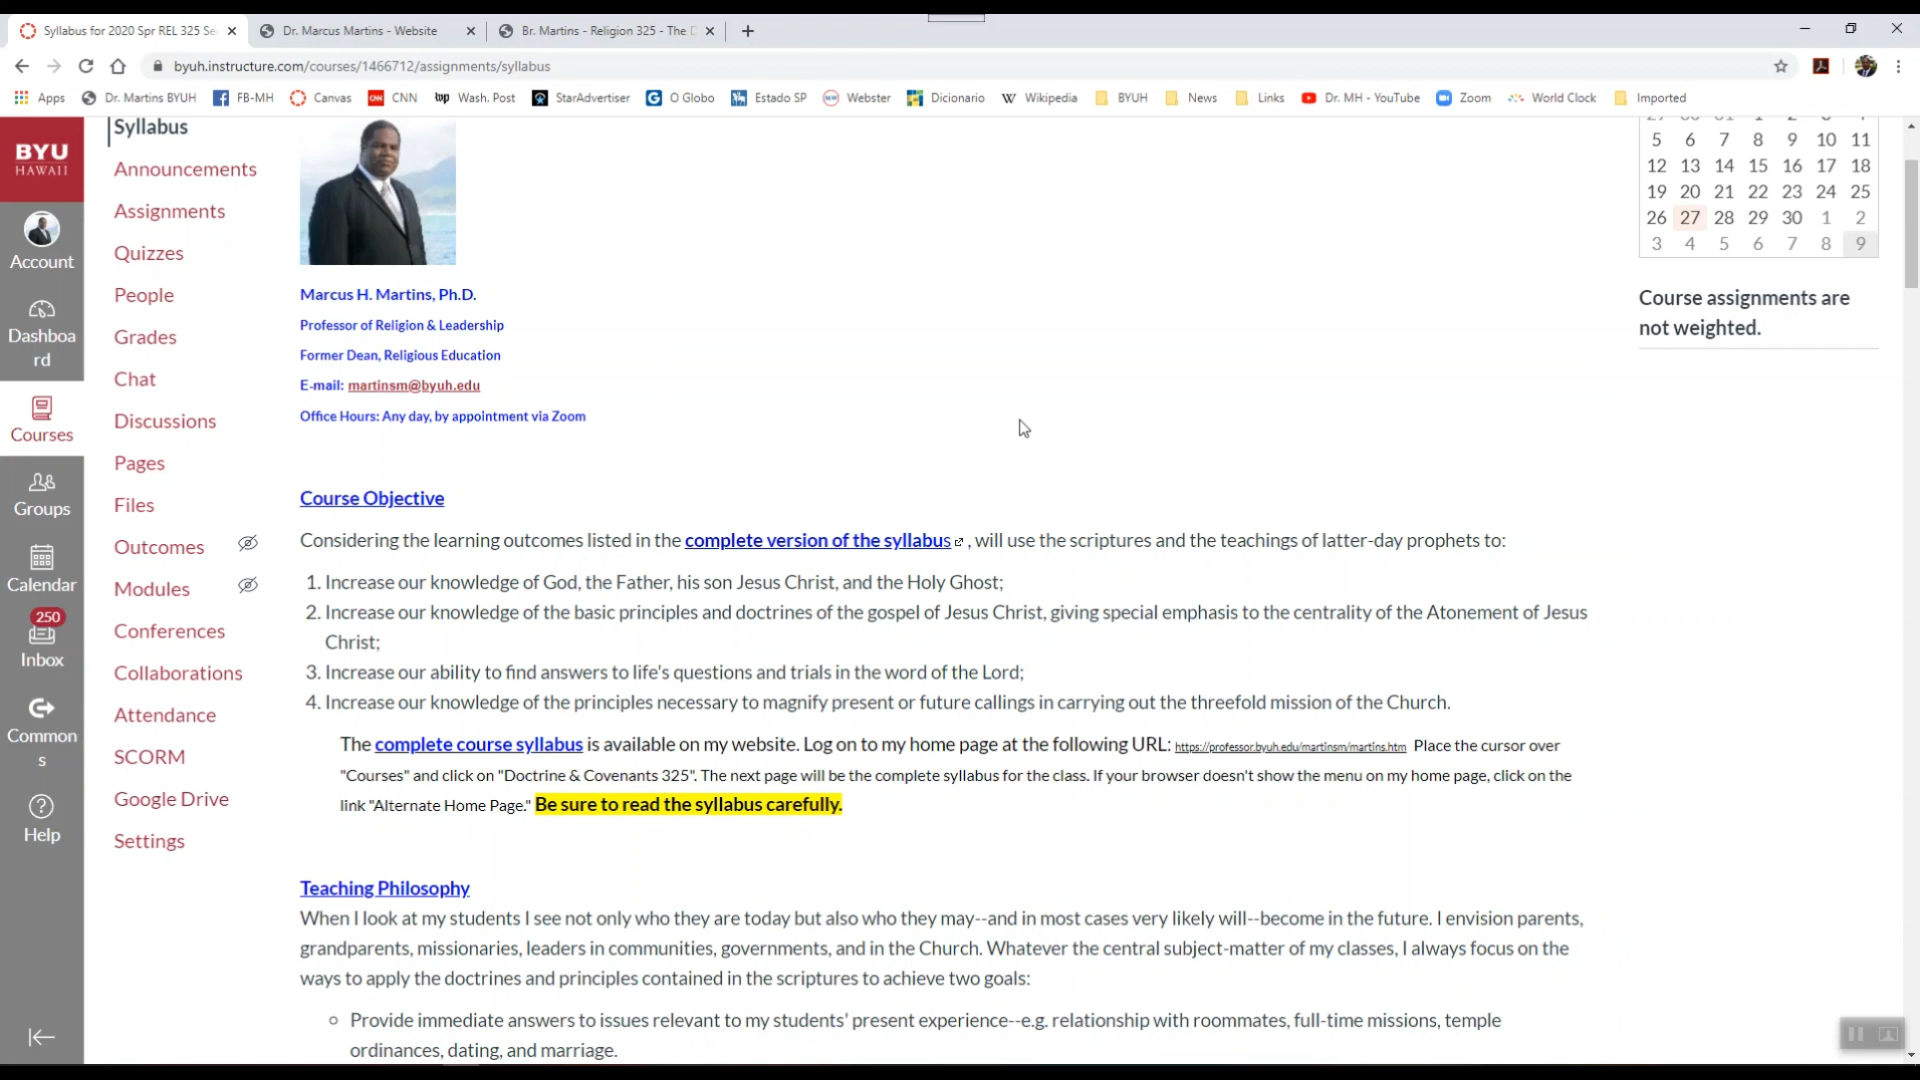 Syllabus for 2020 Spr REL 325 Se
Dr. Marcus Martins - Website
Br. Martins - Religion 325 - The D
byuh.instructure.com/courses/1466712/assignments/syllabus
Apps
Dr. Martins BYUH
FB-MH
Canvas
CNN
Wash. Post
StarAdvertiser
O Globo
Estado SP
Webster
Dicionario
Wikipedia
BYUH
News
Links
Dr. MH - YouTube
Zoom
World Clock
Imported
BYU
HAWAII
Account
Dashboa
rd
Courses
Groups
Calendar
250
Inbox
Common
s
Help
Syllabus
Announcements
Assignments
Quizzes
People
Grades
Chat
Discussions
Pages
Files
Outcomes
Modules
Conferences
Collaborations
Attendance
SCORM
Google Drive
Settings
Marcus H. Martins, Ph.D.
Professor of Religion & Leadership
Former Dean, Religious Education
E-mail: martinsm@byuh.edu
Office Hours: Any day, by appointment via Zoom
Course Objective
Considering the learning outcomes listed in the complete version of the syllabus , will use the scriptures and the teachings of latter-day prophets to:
1. Increase our knowledge of God, the Father, his son Jesus Christ, and the Holy Ghost;
2. Increase our knowledge of the basic principles and doctrines of the gospel of Jesus Christ, giving special emphasis to the centrality of the Atonement of Jesus
Christ;
3. Increase our ability to find answers to life's questions and trials in the word of the Lord;
4. Increase our knowledge of the principles necessary to magnify present or future callings in carrying out the threefold mission of the Church.
The complete course syllabus is available on my website. Log on to my home page at the following URL: https://professor.byuh.edu/martinsm/martins.htm Place the cursor over
"Courses" and click on "Doctrine & Covenants 325". The next page will be the complete syllabus for the class. If your browser doesn't show the menu on my home page, click on the
link "Alternate Home Page." Be sure to read the syllabus carefully.
Teaching Philosophy
When I look at my students I see not only who they are today but also who they may--and in most cases very likely will--become in the future. I envision parents,
grandparents, missionaries, leaders in communities, governments, and in the Church. Whatever the central subject-matter of my classes, I always focus on the
ways to apply the doctrines and principles contained in the scriptures to achieve two goals:
Provide immediate answers to issues relevant to my students' present experience--e.g. relationship with roommates, full-time missions, temple
ordinances, dating, and marriage.
5 6 7 8 9 10 11
12 13 14 15 16 17 18
19 20 21 22 23 24 25
26 27 28 29 30 1 2
3 4 5 6 7 8 9
Course assignments are
not weighted.